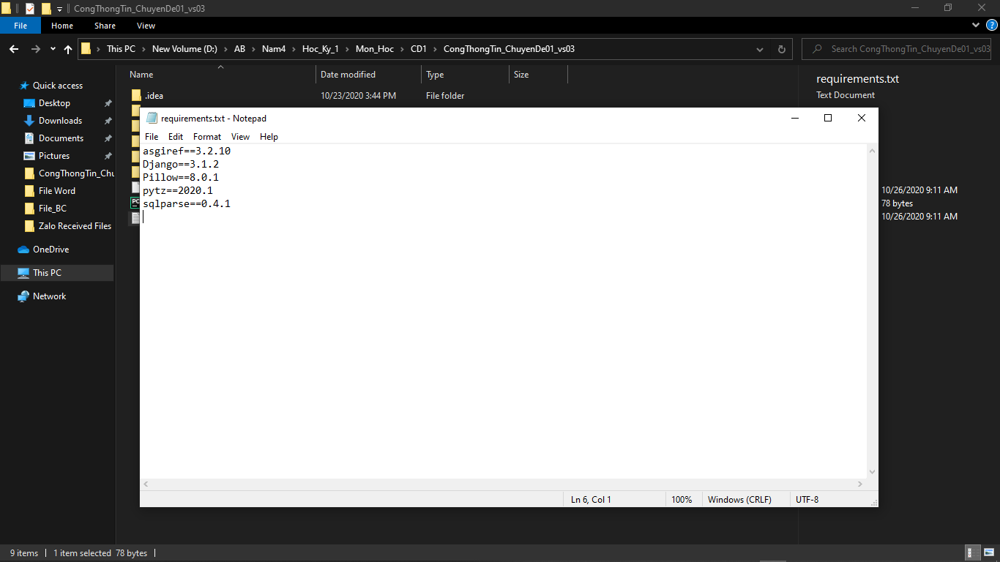 CongThongTin_ChuyenDe01_vs03
File Home Share View
This PC New Volume (D:) AB Nam4 Hoc_Ky_1 Mon_Hoc CD1 CongThongTin_ChuyenDe01_vs03
Search CongThongTin_ChuyenDe01_vs03
Quick access
Desktop
Downloads
Documents
Pictures
CongThongTin_Chu
File Word
File_BC
Zalo Received Files
OneDrive
This PC
Network
Name Date modified Type Size
.idea 10/23/2020 3:44 PM File folder
PC
requirements.txt - Notepad
File Edit Format View Help
asgiref==3.2.10
Django==3.1.2
Pillow==8.0.1
pytz==2020.1
sqlparse==0.4.1
Ln 6, Col 1 100% Windows (CRLF) UTF-8
requirements.txt
Text Document
10/26/2020 9:11 AM
78 bytes
10/26/2020 9:11 AM
9 items 1 item selected 78 bytes